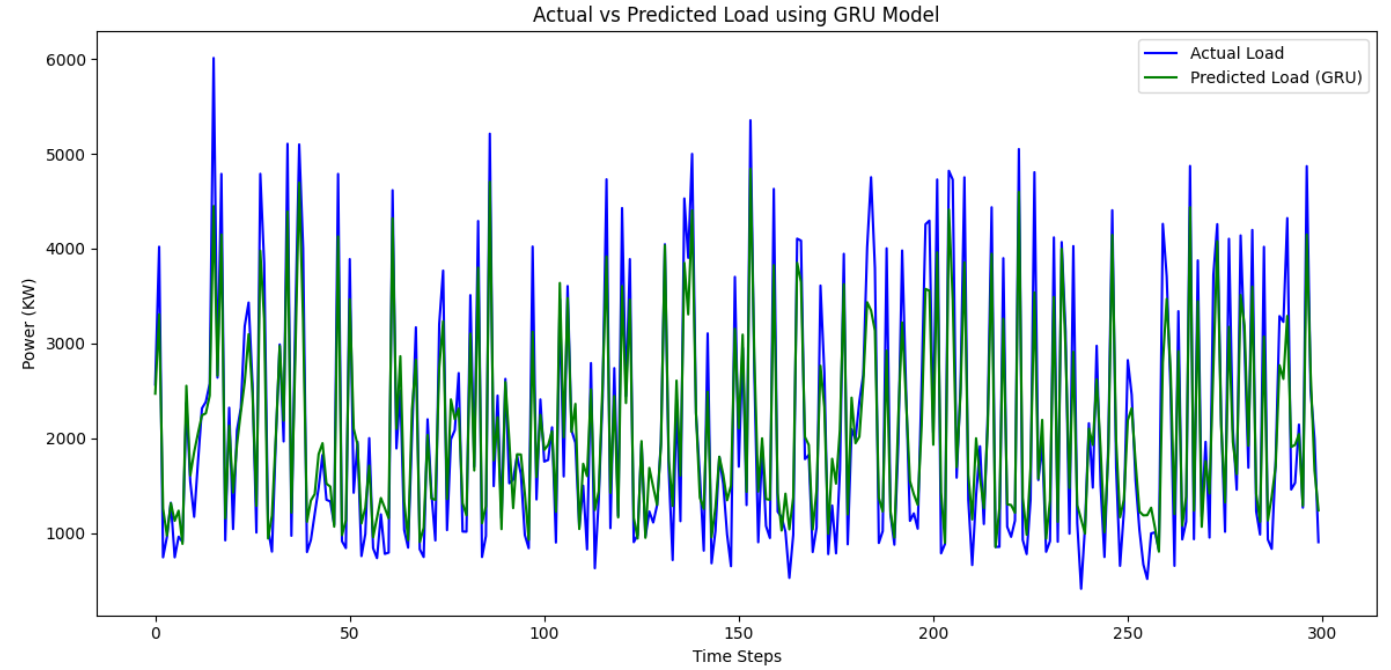 Actual vs Predicted Load using GRU Model
Actual Load
Predicted Load (GRU)
Power (KW)
6000
5000
4000
3000
2000
1000
0 50 100 150 200 250 300
Time Steps